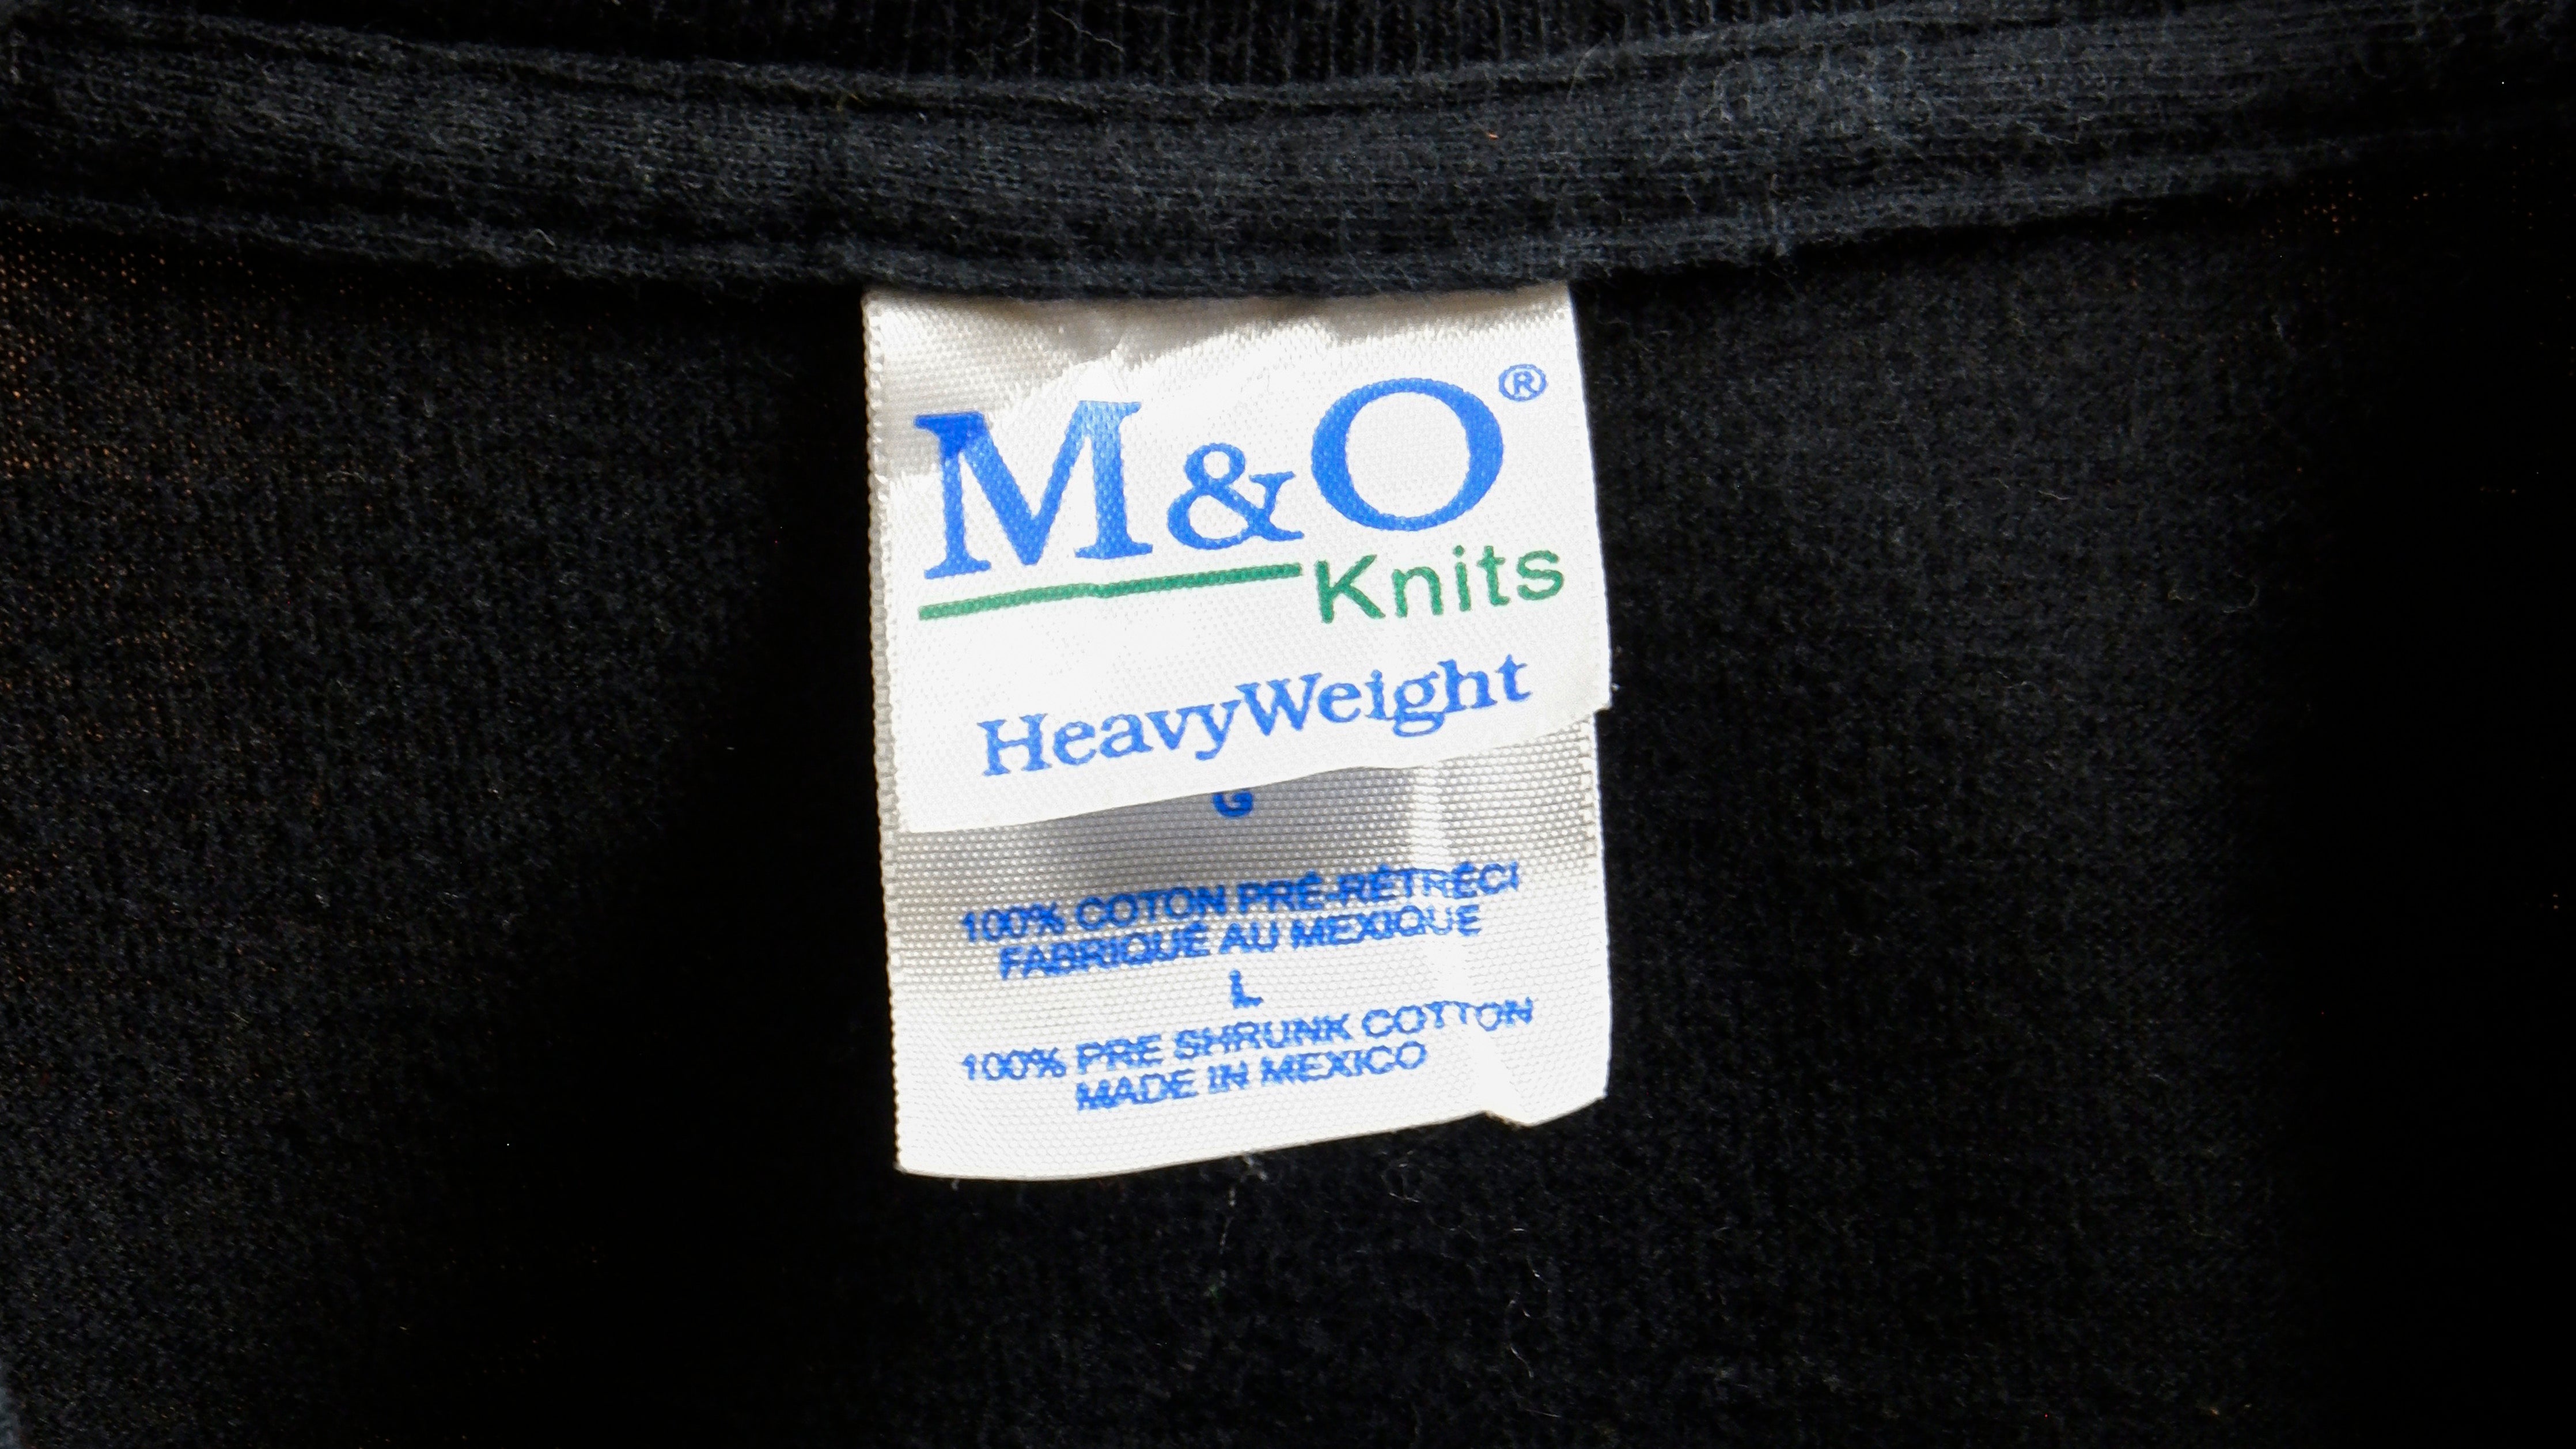 M&O®
Knits
HeavyWeight
G
100% COTON PRÉ-RÉTRÉCI
FABRIQUÉ AU MEXIQUE
L
100% PRE SHRUNK COTTON
MADE IN MEXICO